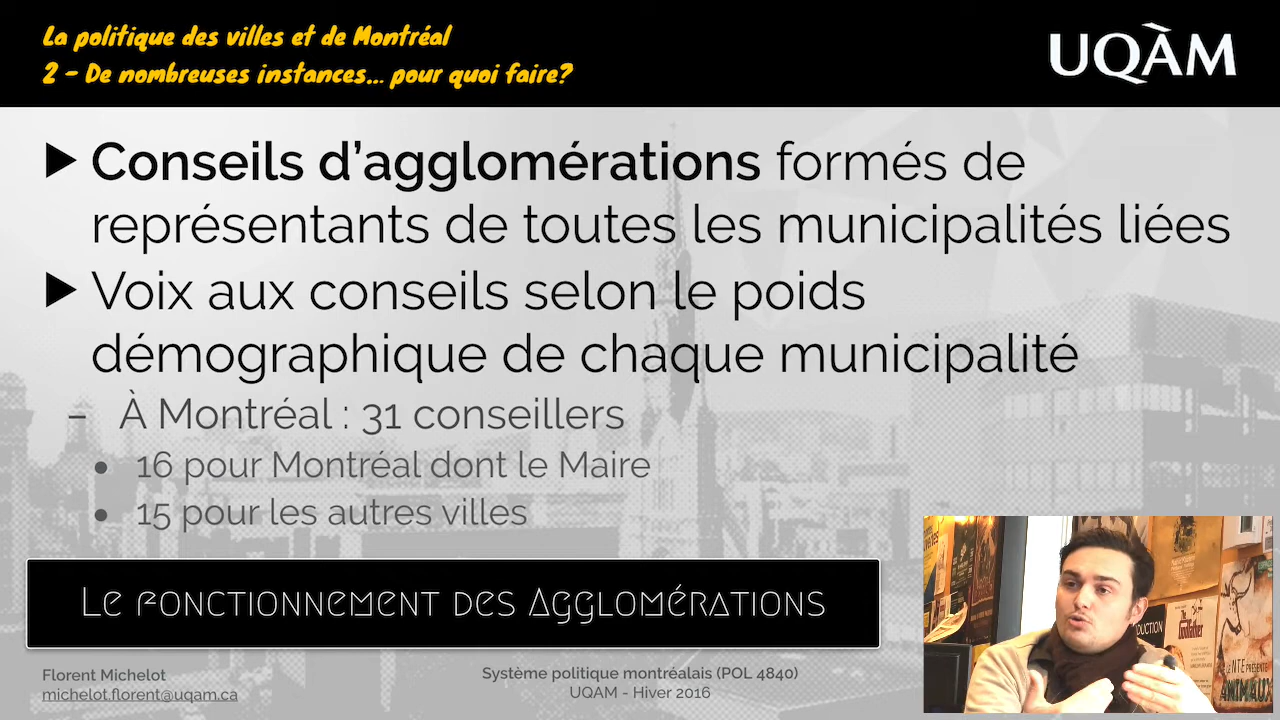 La politique des villes et de Montréal
2 - De nombreuses instances... pour quoi faire?
UQÀM
▶ Conseils d'agglomérations formés de
représentants de toutes les municipalités liées
▶ Voix aux conseils selon le poids
démographique de chaque municipalité
– À Montréal : 31 conseillers
• 16 pour Montréal dont le Maire
• 15 pour les autres villes
Le fonctionnement des Agglomérations
Florent Michelot
michelot.florent@uqam.ca
Système politique montréalais (POL 4840)
UQAM - Hiver 2016
Godfather
ANIMAUX